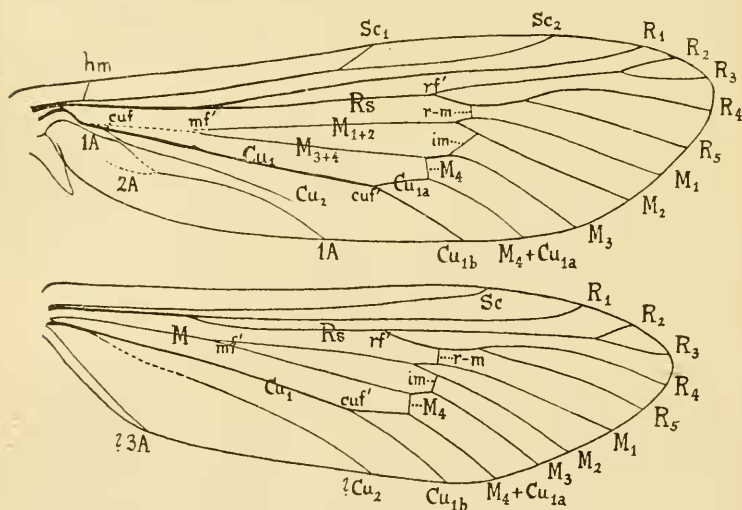 Sc₁
Sc₂
R₁
R₂
R₃
hm
rf'
Rs
r-m
R₄
cuf
mf'
M₁₊₂
im
1A
Cu₁
M₃₊₄
M₄
R₅
2A
Cu₂
Cu₁ₐ
cuf'
M₁
M₂
M₃
1A
Cu₁b
M₄+Cu₁ₐ
Sc
R₁
R₂
M
mf'
Rs
rf'
r-m
R₃
im
R₄
Cu₁
cuf'
M₄
R₅
M₁
?3A
M₂
M₃
?Cu₂
Cu₁b
M₄+Cu₁ₐ